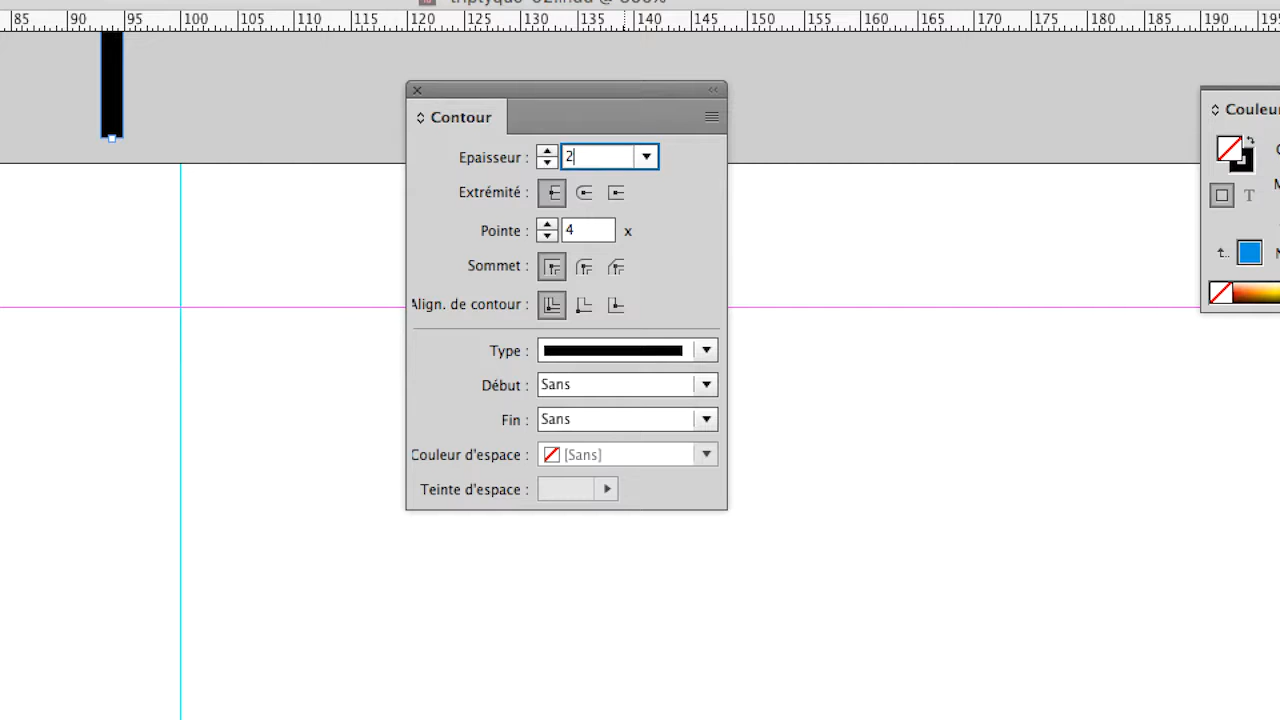 85 90 95 100 105 110 115 120 125 130 135 140 145 150 155 160 165 170 175 180 185 190 195
Contour
Couleu
Epaisseur : 2
Extrémité :
Pointe : 4 x
T
Sommet :
Align. de contour :
Type :
Début : Sans
Fin : Sans
Couleur d'espace : [Sans]
Teinte d'espace :